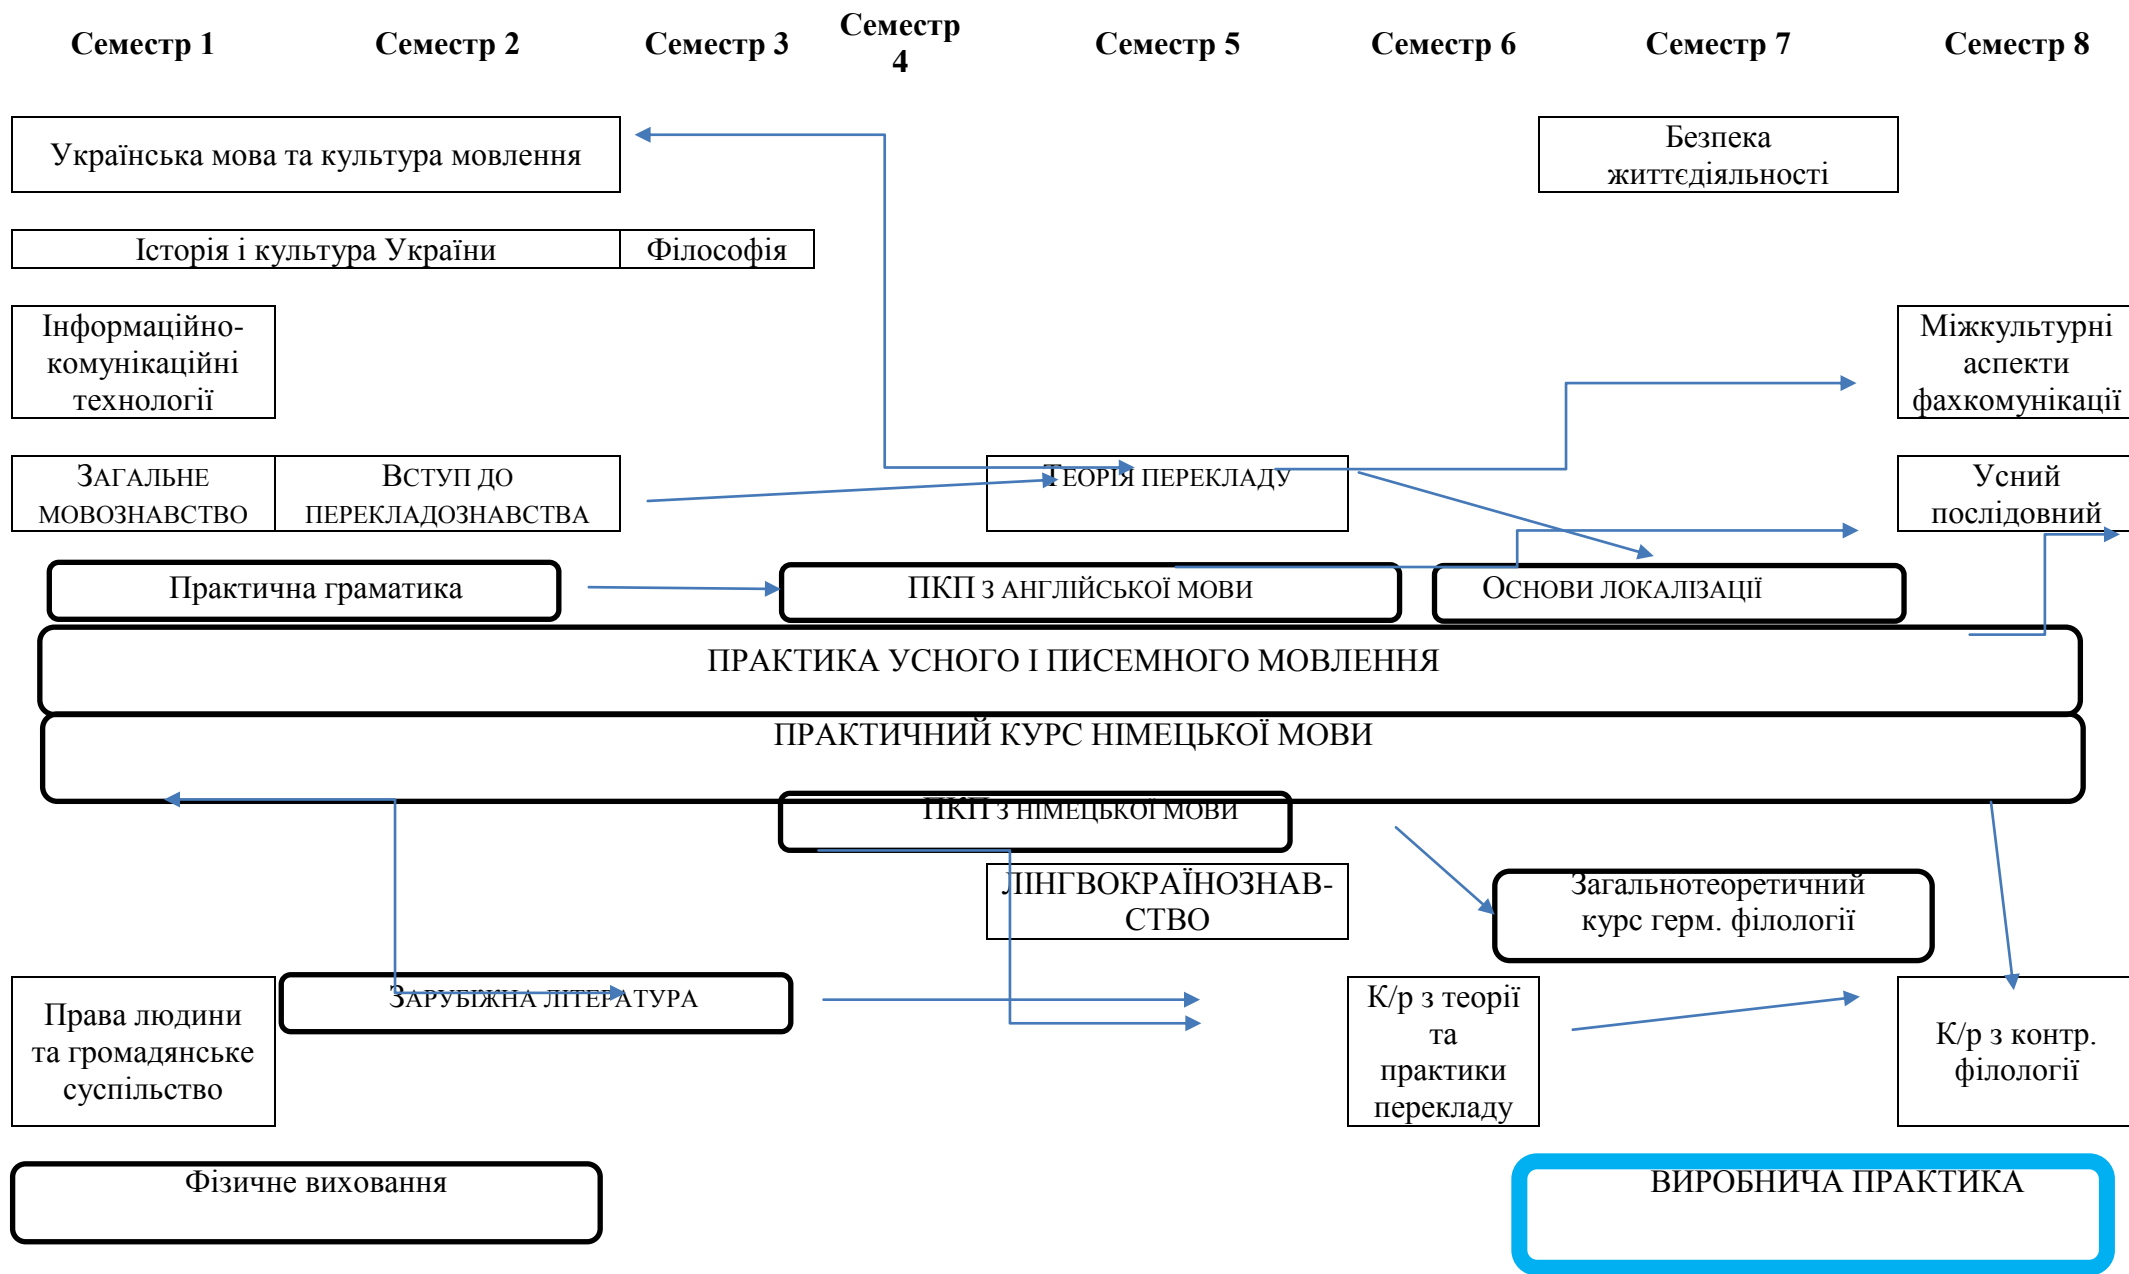 Семестр 1
Семестр 2
Семестр 3
Семестр
4
Семестр 5
Семестр 6
Семестр 7
Семестр 8
Українська мова та культура мовлення
Безпека
життєдіяльності
Історія і культура України
Філософія
Інформаційно-
комунікаційні
технології
Міжкультурні
аспекти
фахкомунікації
ЗАГАЛЬНЕ
МОВОЗНАВСТВО
ВСТУП ДО
ПЕРЕКЛАДОЗНАВСТВА
ТЕОРІЯ ПЕРЕКЛАДУ
Усний
послідовний
Практична граматика
ПКП З АНГЛІЙСЬКОЇ МОВИ
ОСНОВИ ЛОКАЛІЗАЦІЇ
ПРАКТИКА УСНОГО І ПИСЕМНОГО МОВЛЕННЯ
ПРАКТИЧНИЙ КУРС НІМЕЦЬКОЇ МОВИ
ПКП З НІМЕЦЬКОЇ МОВИ
ЛІНГВОКРАЇНОЗНАВ-
СТВО
Загальнотеоретичний
курс герм. філології
Права людини
та громадянське
суспільство
ЗАРУБІЖНА ЛІТЕРАТУРА
К/р з теорії
та
практики
перекладу
К/р з контр.
філології
Фізичне виховання
ВИРОБНИЧА ПРАКТИКА